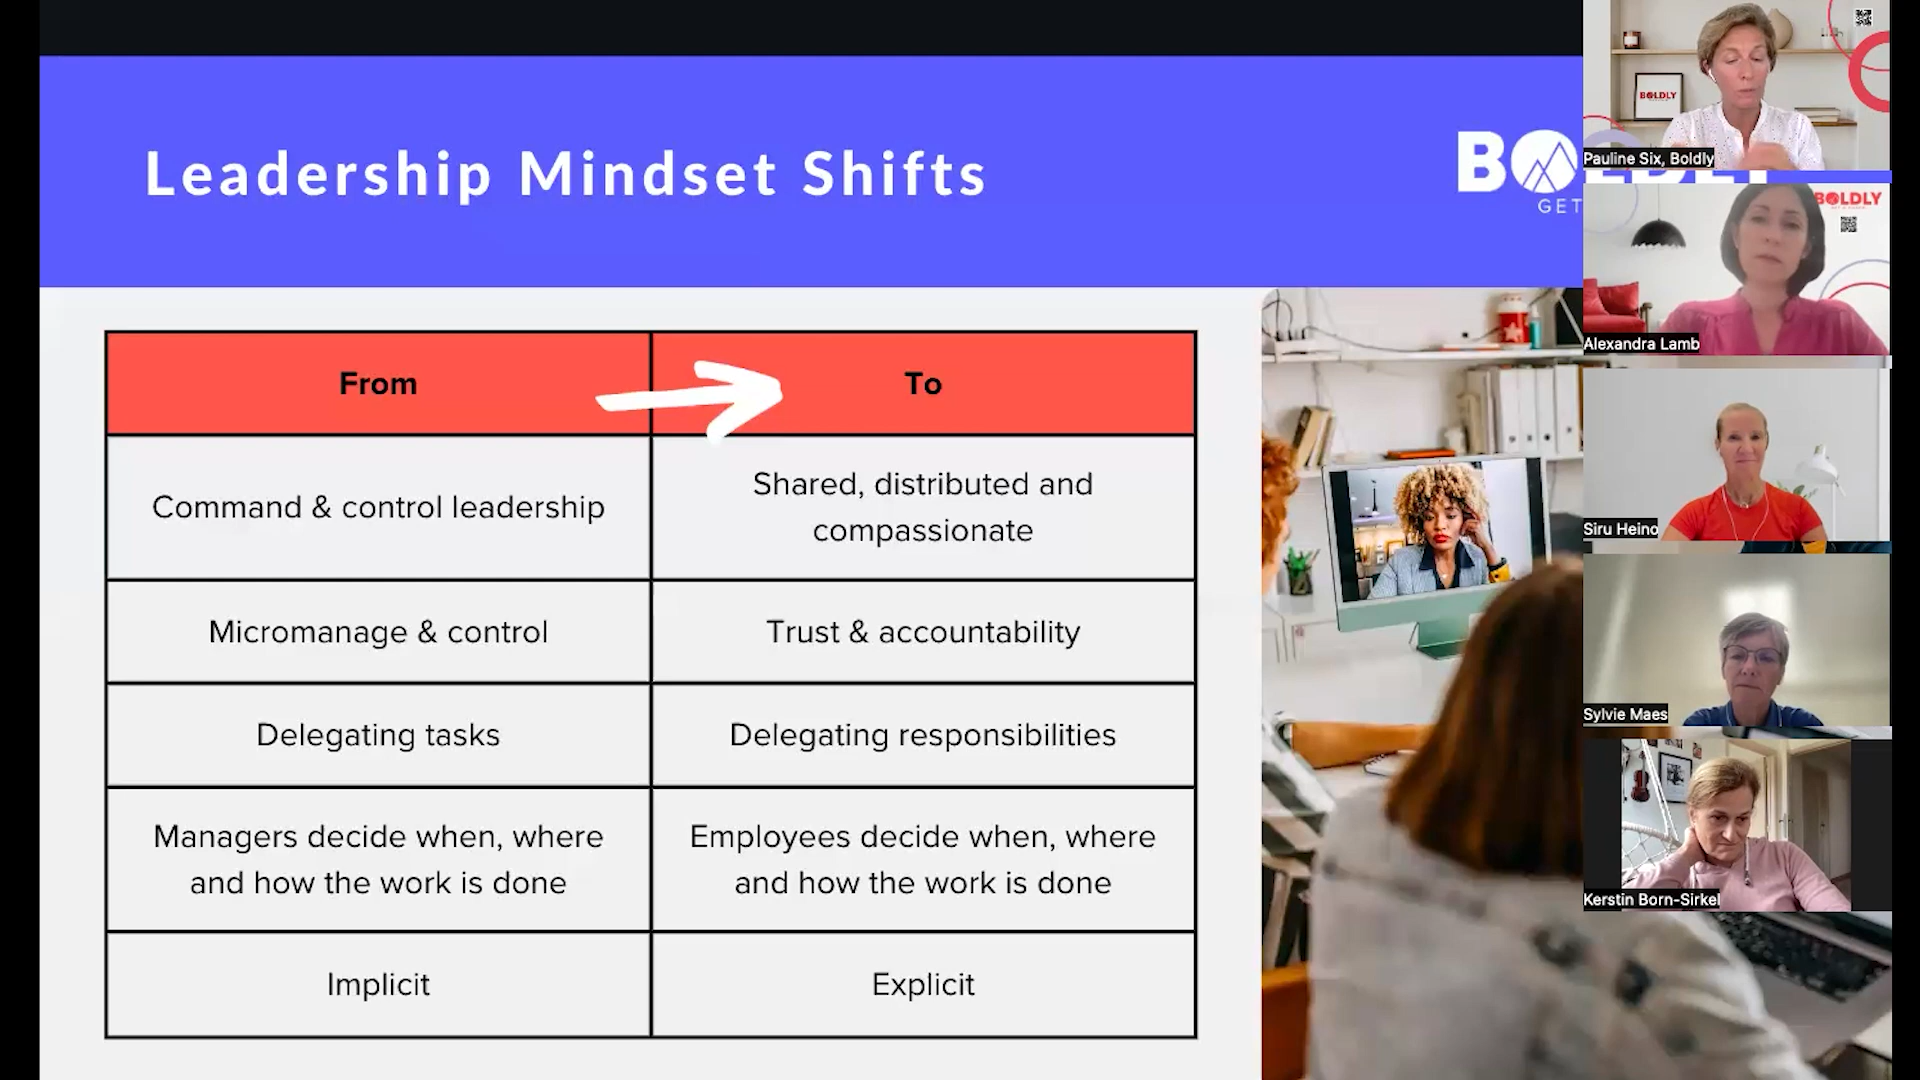 Leadership Mindset Shifts
BOLDLY
GET
From
To
Command & control leadership
Shared, distributed and
compassionate
Micromanage & control
Trust & accountability
Delegating tasks
Delegating responsibilities
Managers decide when, where
and how the work is done
Employees decide when, where
and how the work is done
Implicit
Explicit
BOLDLY
Pauline Six, Boldly
BOLDLY
Alexandra Lamb
Siru Heino
Sylvie Maes
Kerstin Born-Sirkel